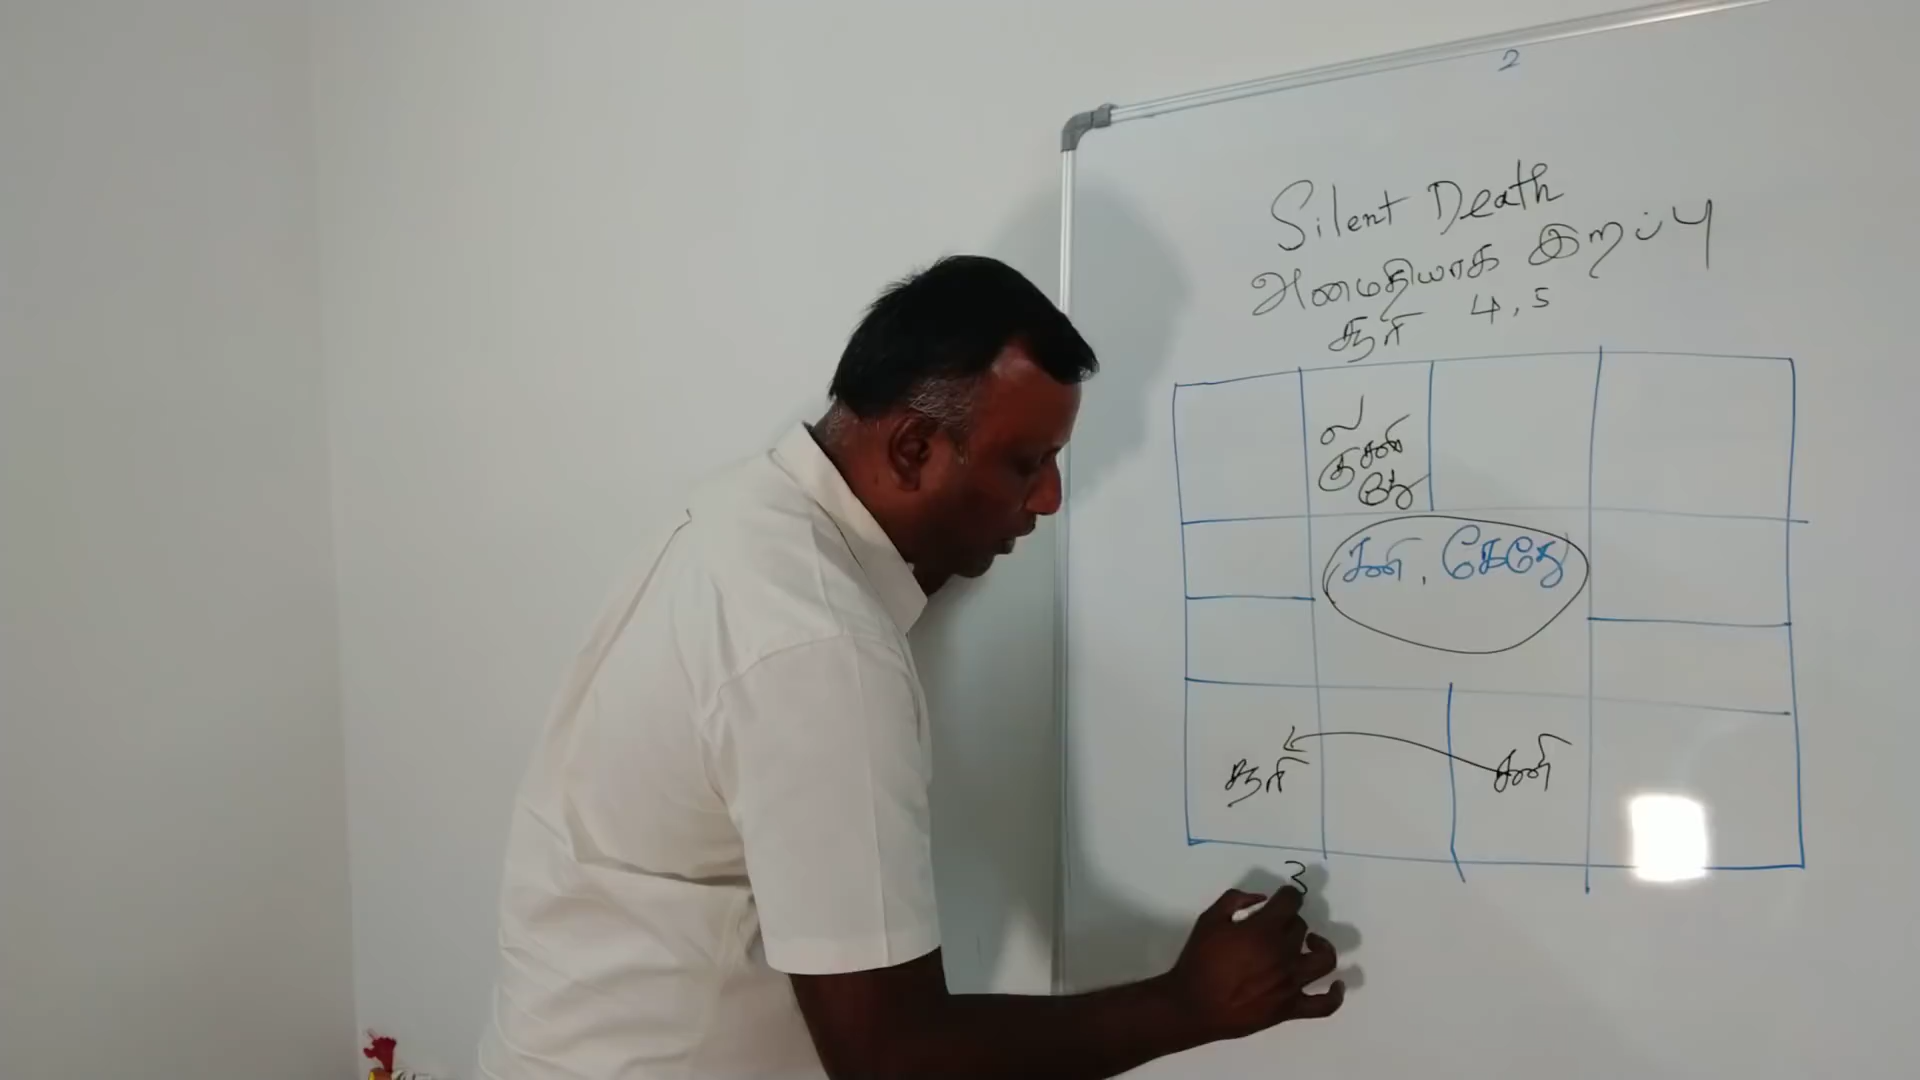 2
Silent Death
அமைதியாக இறப்பு
சூரி 4, 5
ல
கு சனி
கே
சனி, கேது
சூரி சனி
3